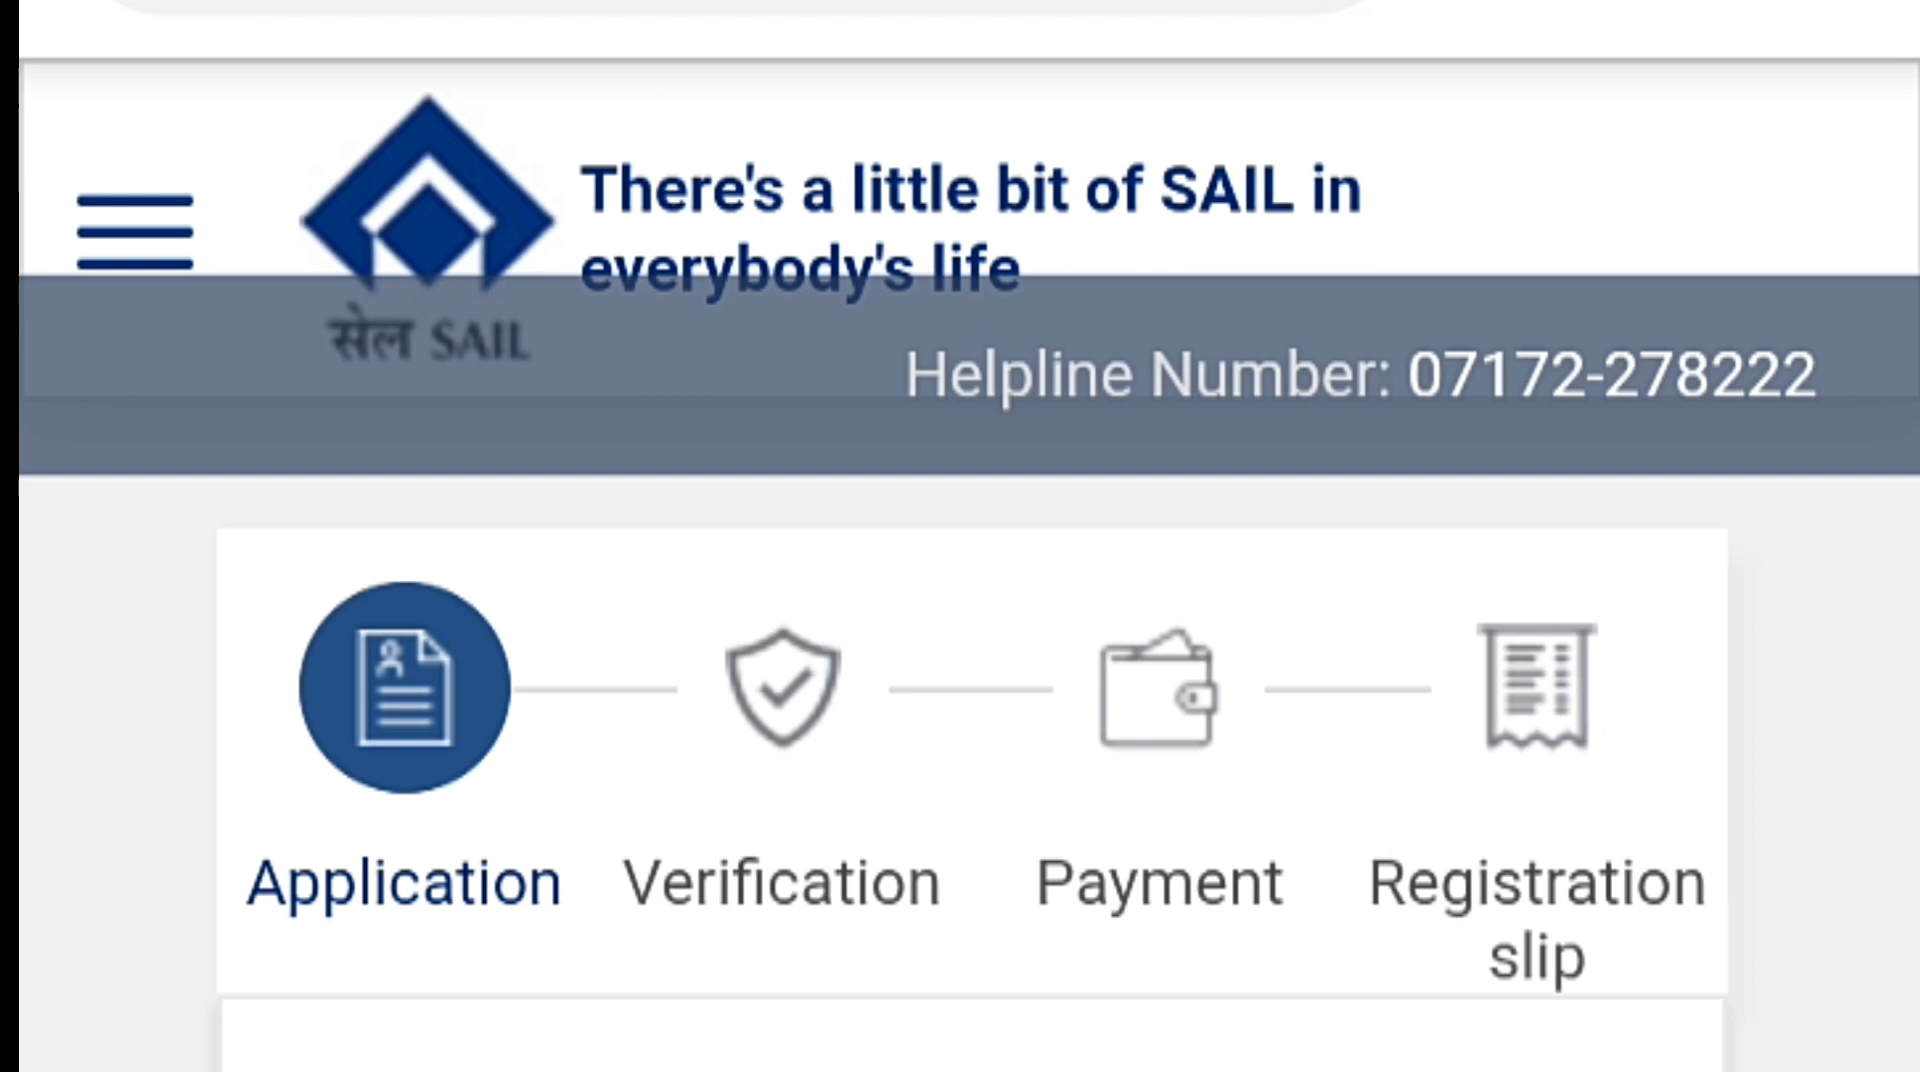 There's a little bit of SAIL in
everybody's life
सेल SAIL
Helpline Number: 07172-278222
Application
Verification
Payment
Registration
slip